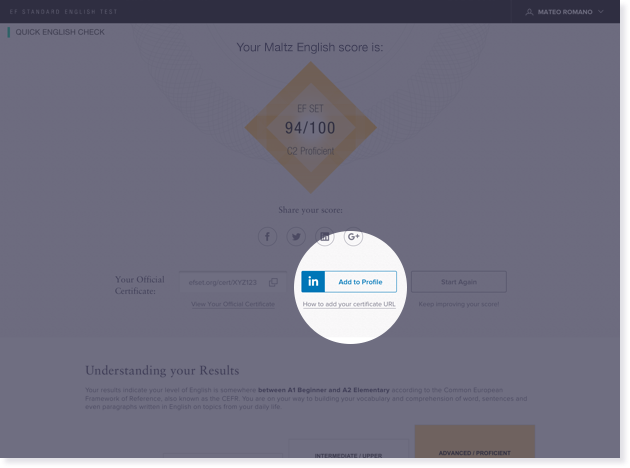 EF STANDARD ENGLISH TEST
MATEO ROMANO
QUICK ENGLISH CHECK
Your Maltz English score is:
EF SET
94/100
C2 Proficient
Share your score:
f
in
G+
Your Official
Certificate:
efset.org/cert/XYZ123
in
Add to Profile
Start Again
View Your Official Certificate
How to add your certificate URL
Keep improving your score!
Understanding your Results
Your results indicate your level of English is somewhere between A1 Beginner and A2 Elementary according to the Common European
Framework of Reference, also known as the CEFR. You are on your way to building your vocabulary and comprehension of word, sentences and
even paragraphs written in English on topics from your daily life.
INTERMEDIATE / UPPER
ADVANCED / PROFICIENT